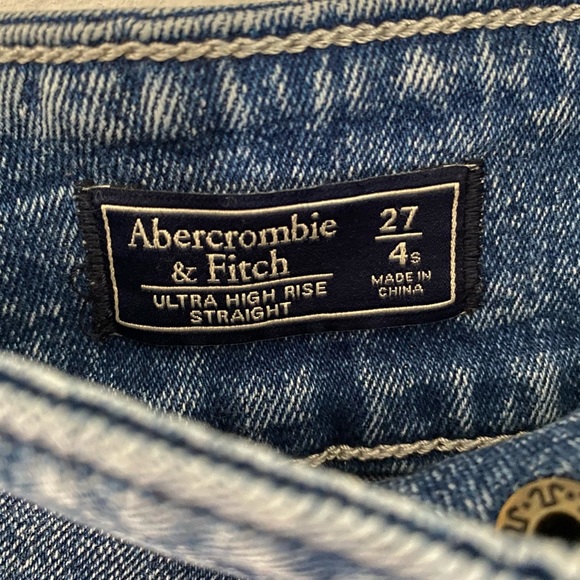 Abercrombie
& Fitch
ULTRA HIGH RISE
STRAIGHT
27
4s
MADE IN
CHINA